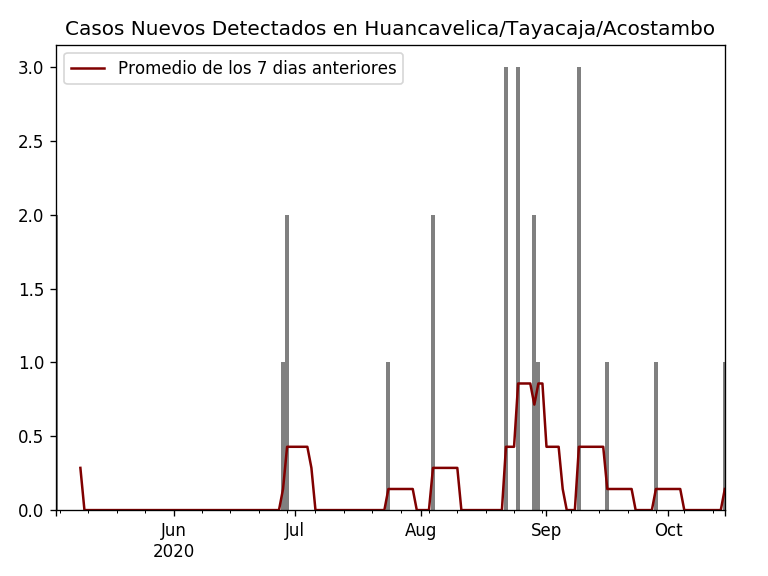 Casos Nuevos Detectados en Huancavelica/Tayacaja/Acostambo
Promedio de los 7 dias anteriores
3.0
2.5
2.0
1.5
1.0
0.5
0.0
Jun Jul Aug Sep Oct
2020